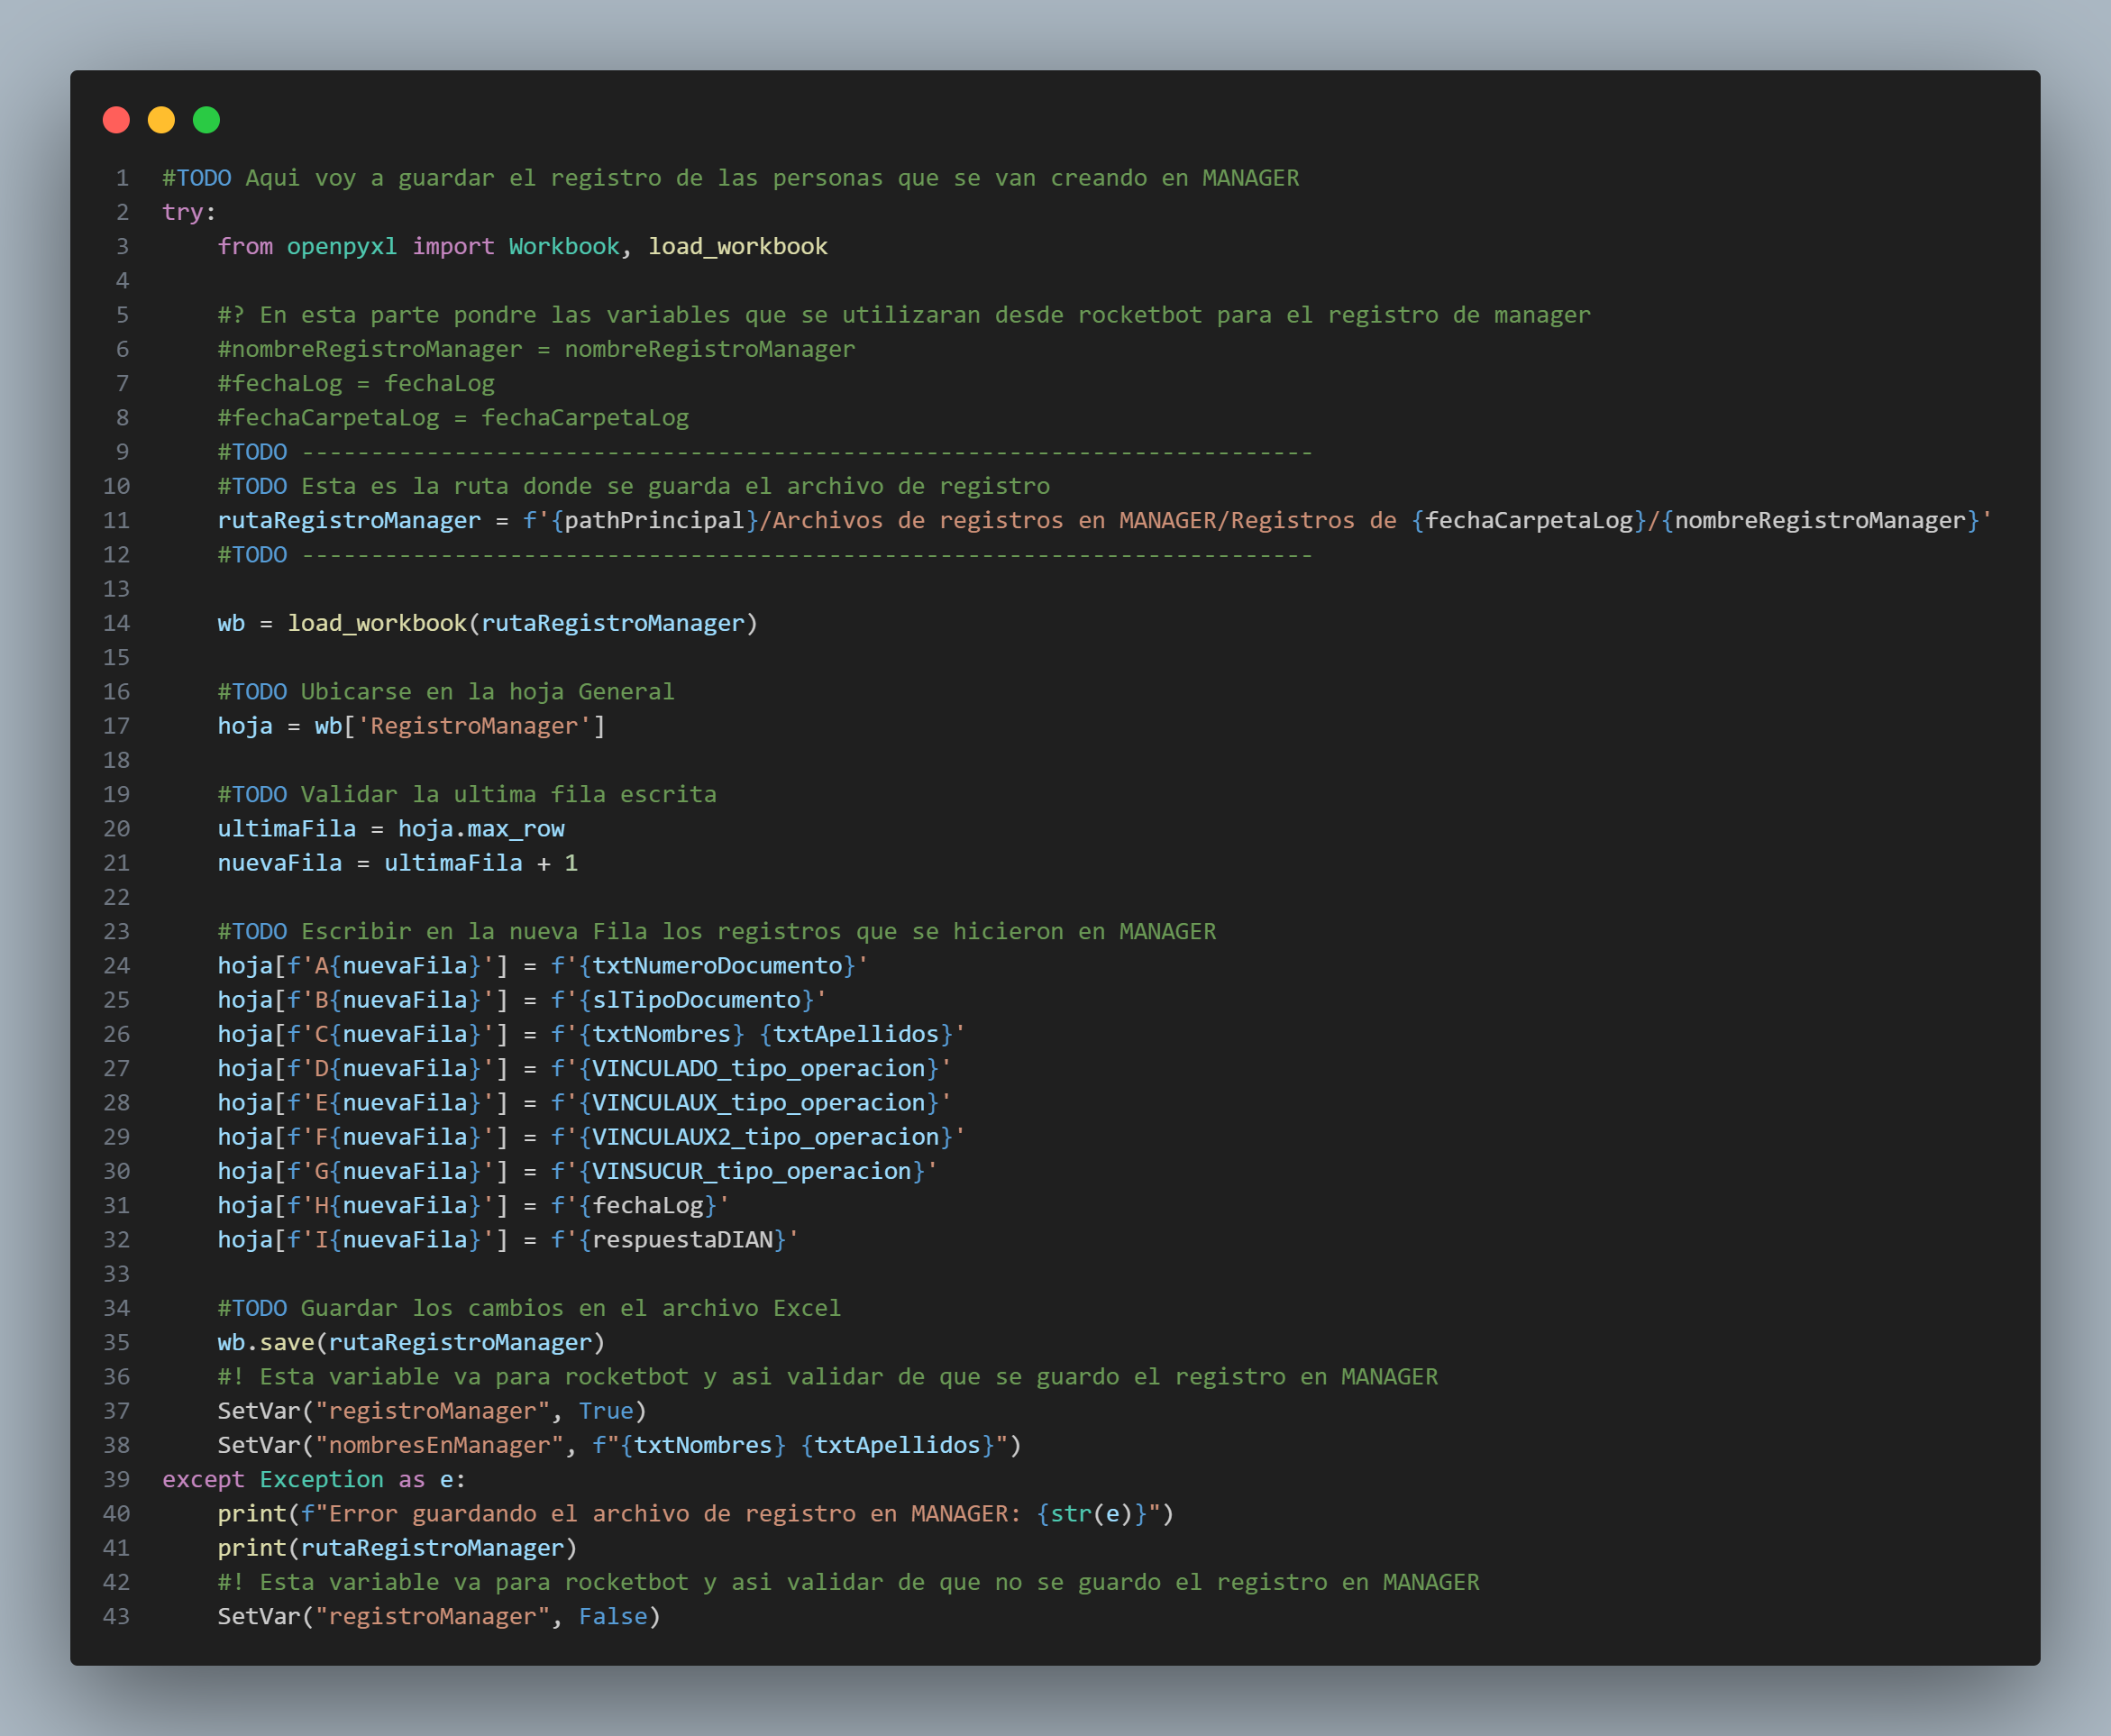 1 #TODO Aqui voy a guardar el registro de las personas que se van creando en MANAGER
2 try:
3     from openpyxl import Workbook, load_workbook
4
5     #? En esta parte pondre las variables que se utilizaran desde rocketbot para el registro de manager
6     #nombreRegistroManager = nombreRegistroManager
7     #fechaLog = fechaLog
8     #fechaCarpetaLog = fechaCarpetaLog
9     #TODO -------------------------------------------------------------------------
10     #TODO Esta es la ruta donde se guarda el archivo de registro
11     rutaRegistroManager = f'{pathPrincipal}/Archivos de registros en MANAGER/Registros de {fechaCarpetaLog}/{nombreRegistroManager}'
12     #TODO -------------------------------------------------------------------------
13
14     wb = load_workbook(rutaRegistroManager)
15
16     #TODO Ubicarse en la hoja General
17     hoja = wb['RegistroManager']
18
19     #TODO Validar la ultima fila escrita
20     ultimaFila = hoja.max_row
21     nuevaFila = ultimaFila + 1
22
23     #TODO Escribir en la nueva Fila los registros que se hicieron en MANAGER
24     hoja[f'A{nuevaFila}'] = f'{txtNumeroDocumento}'
25     hoja[f'B{nuevaFila}'] = f'{slTipoDocumento}'
26     hoja[f'C{nuevaFila}'] = f'{txtNombres} {txtApellidos}'
27     hoja[f'D{nuevaFila}'] = f'{VINCULADO_tipo_operacion}'
28     hoja[f'E{nuevaFila}'] = f'{VINCULAUX_tipo_operacion}'
29     hoja[f'F{nuevaFila}'] = f'{VINCULAUX2_tipo_operacion}'
30     hoja[f'G{nuevaFila}'] = f'{VINSUCUR_tipo_operacion}'
31     hoja[f'H{nuevaFila}'] = f'{fechaLog}'
32     hoja[f'I{nuevaFila}'] = f'{respuestaDIAN}'
33
34     #TODO Guardar los cambios en el archivo Excel
35     wb.save(rutaRegistroManager)
36     #! Esta variable va para rocketbot y asi validar de que se guardo el registro en MANAGER
37     SetVar("registroManager", True)
38     SetVar("nombresEnManager", f"{txtNombres} {txtApellidos}")
39 except Exception as e:
40     print(f"Error guardando el archivo de registro en MANAGER: {str(e)}")
41     print(rutaRegistroManager)
42     #! Esta variable va para rocketbot y asi validar de que no se guardo el registro en MANAGER
43     SetVar("registroManager", False)